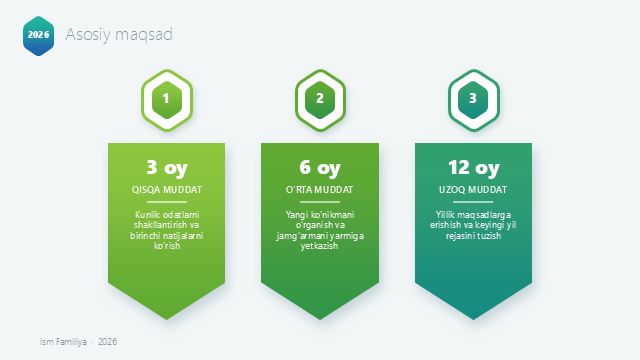 2026
Asosiy maqsad
1
2
3
3 oy
QISQA MUDDAT
Kunlik odatlarni
shakllantirish va
birinchi natijalarni
ko'rish
6 oy
O'RTA MUDDAT
Yangi ko'nikmani
o'rganish va
jamg'armani yarmiga
yetkazish
12 oy
UZOQ MUDDAT
Yillik maqsadlarga
erishish va keyingi yil
rejasini tuzish
Ism Familiya · 2026